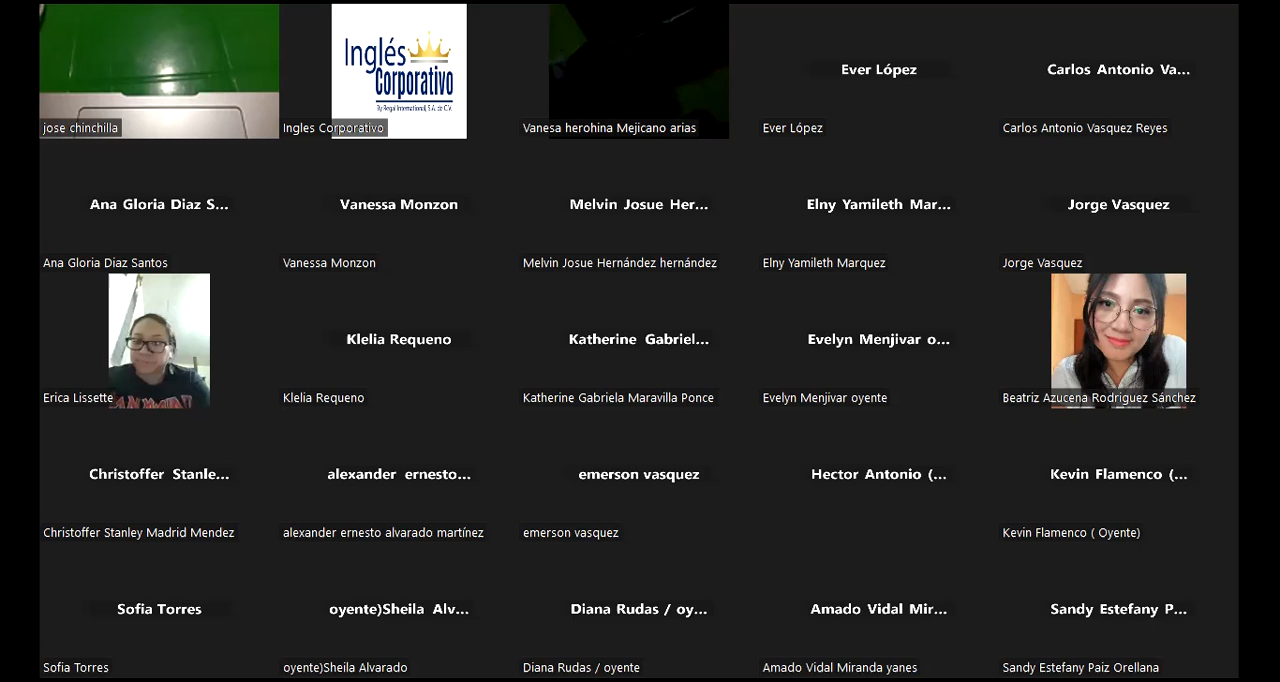 Inglés
Corporativo
By Regal International, S.A. de C.V.
jose chinchilla
Ingles Corporativo
Vanesa herohina Mejicano arias
Ever López
Ever López
Carlos Antonio Va...
Carlos Antonio Vasquez Reyes
Ana Gloria Diaz S...
Ana Gloria Diaz Santos
Vanessa Monzon
Vanessa Monzon
Melvin Josue Her...
Melvin Josue Hernández hernández
Elny Yamileth Mar...
Elny Yamileth Marquez
Jorge Vasquez
Jorge Vasquez
Erica Lissette
Klelia Requeno
Klelia Requeno
Katherine Gabriel...
Katherine Gabriela Maravilla Ponce
Evelyn Menjivar o...
Evelyn Menjivar oyente
Beatriz Azucena Rodriguez Sánchez
Christoffer Stanle...
Christoffer Stanley Madrid Mendez
alexander ernesto...
alexander ernesto alvarado martínez
emerson vasquez
emerson vasquez
Hector Antonio (...
Kevin Flamenco (...
Kevin Flamenco ( Oyente)
Sofia Torres
Sofia Torres
oyente)Sheila Alv...
oyente)Sheila Alvarado
Diana Rudas / oy...
Diana Rudas / oyente
Amado Vidal Mir...
Amado Vidal Miranda yanes
Sandy Estefany P...
Sandy Estefany Paiz Orellana